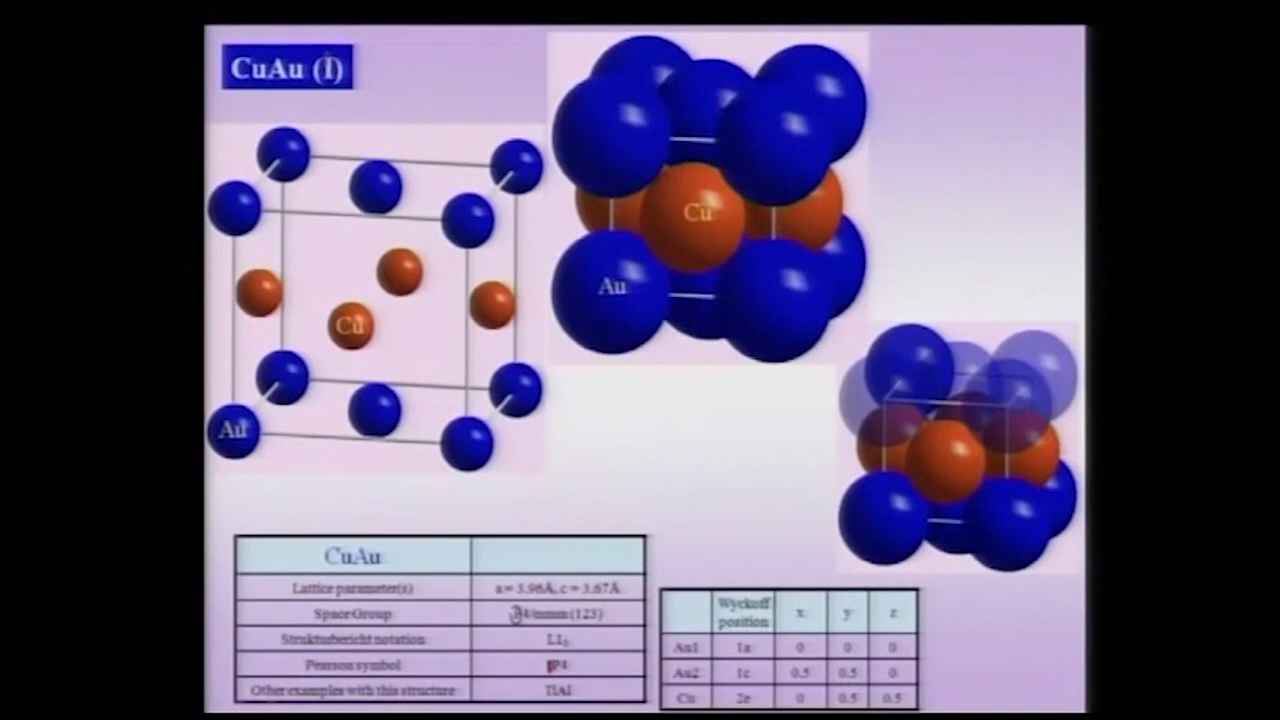 CuAu (I)
Cu
Au
Cu
Au
CuAu
Lattice parameter(s) a = 3.96Å, c = 3.67Å
Space Group P4/mmm (123)
Strukturbericht notation L1₀
Pearson symbol tP4
Other examples with this structure TiAl
Wyckoff position x y z
Au1 1a 0 0 0
Au2 1c 0.5 0.5 0
Cu 2e 0 0.5 0.5